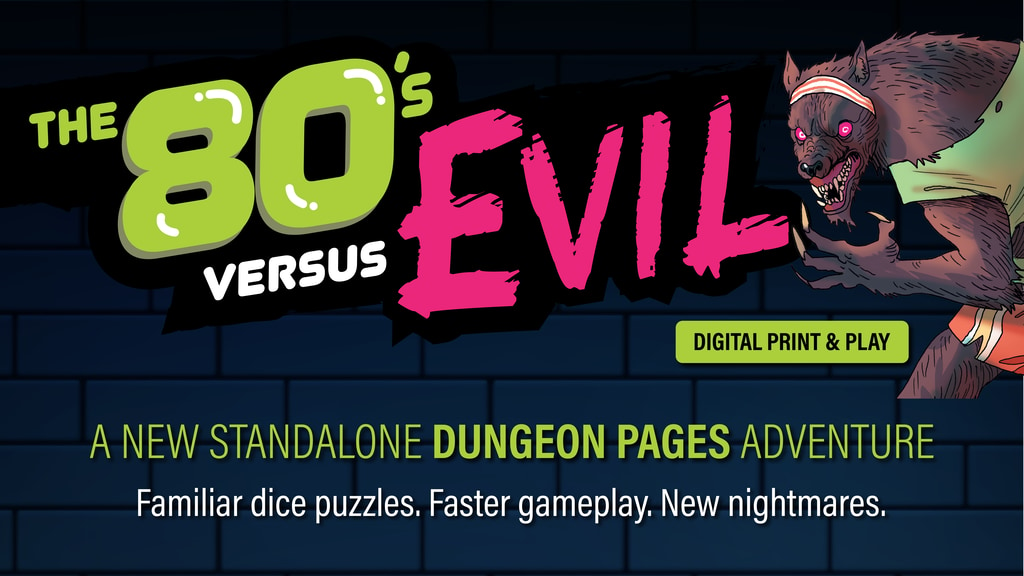 THE 80's
VERSUS EVIL
DIGITAL PRINT & PLAY
A NEW STANDALONE DUNGEON PAGES ADVENTURE
Familiar dice puzzles. Faster gameplay. New nightmares.